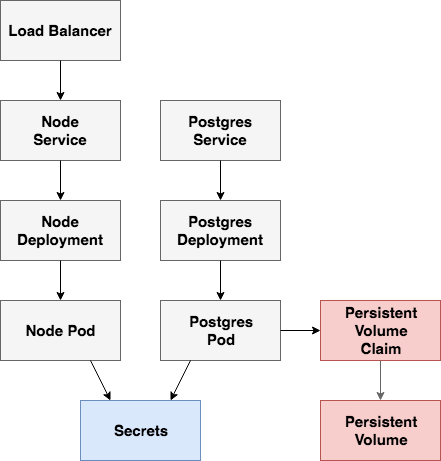 Load Balancer
Node
Service
Postgres
Service
Node
Deployment
Postgres
Deployment
Node Pod
Postgres
Pod
Persistent
Volume
Claim
Secrets
Persistent
Volume